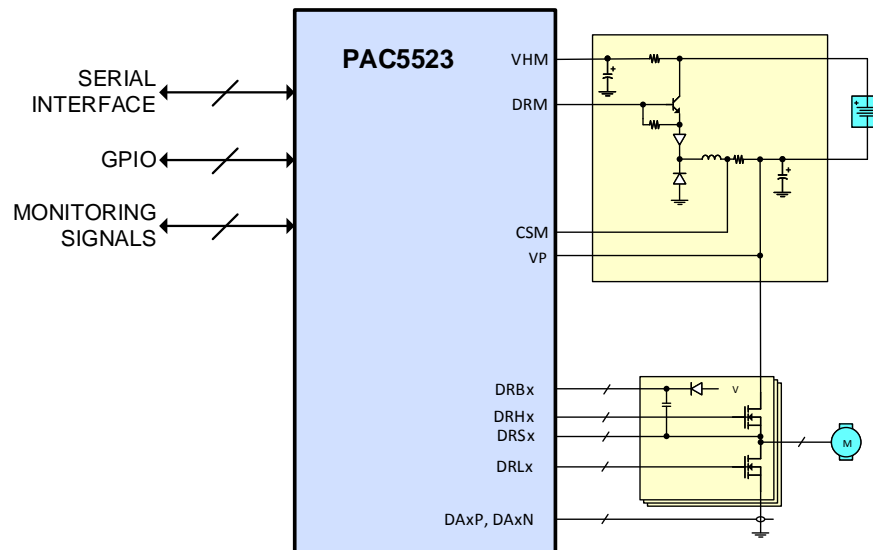 PAC5523
VHM
SERIAL
INTERFACE
DRM
GPIO
MONITORING
SIGNALS
CSM
VP
DRBx
V
DRHx
DRSx
M
DRLx
DAxP, DAxN